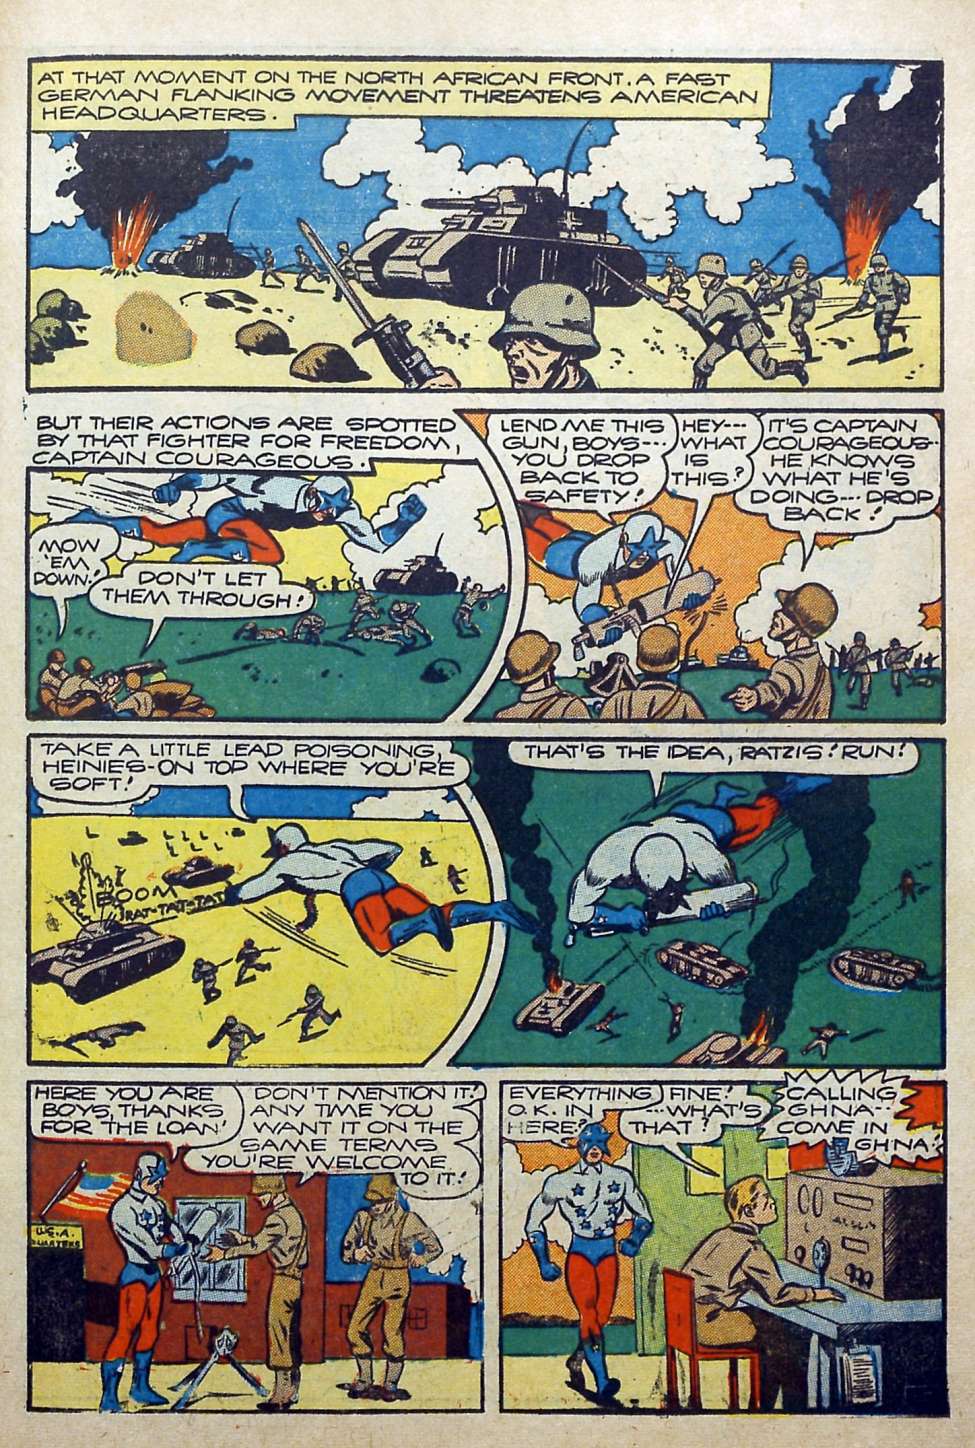 AT THAT MOMENT ON THE NORTH AFRICAN FRONT. A FAST
GERMAN FLANKING MOVEMENT THREATENS AMERICAN
HEADQUARTERS.
BUT THEIR ACTIONS ARE SPOTTED
BY THAT FIGHTER FOR FREEDOM,
CAPTAIN COURAGEOUS.
MOW
'EM
DOWN!
DON'T LET
THEM THROUGH!
LEND ME THIS
GUN, BOYS---
YOU DROP
BACK TO
SAFETY!
HEY---
WHAT
IS
THIS?
IT'S CAPTAIN
COURAGEOUS--
HE KNOWS
WHAT HE'S
DOING--- DROP
BACK!
TAKE A LITTLE LEAD POISONING,
HEINIES-ON TOP WHERE YOU'RE
SOFT!
BOOM
RAT-TAT-TAT
THAT'S THE IDEA, RATZIS! RUN!
HERE YOU ARE
BOYS, THANKS
FOR THE LOAN!
DON'T MENTION IT!
ANY TIME YOU
WANT IT ON THE
SAME TERMS
YOU'RE WELCOME
TO IT!
U.S.A.
QUARTERS
EVERYTHING
O.K. IN
HERE?
FINE!
---WHAT'S
THAT?
CALLING
GHNA--
COME IN
GHNA!